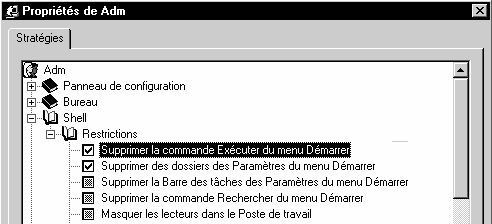 Propriétés de Adm
Stratégies
Adm
Panneau de configuration
Bureau
Shell
Restrictions
Supprimer la commande Exécuter du menu Démarrer
Supprimer des dossiers des Paramètres du menu Démarrer
Supprimer la Barre des tâches des Paramètres du menu Démarrer
Supprimer la commande Rechercher du menu Démarrer
Masquer les lecteurs dans le Poste de travail